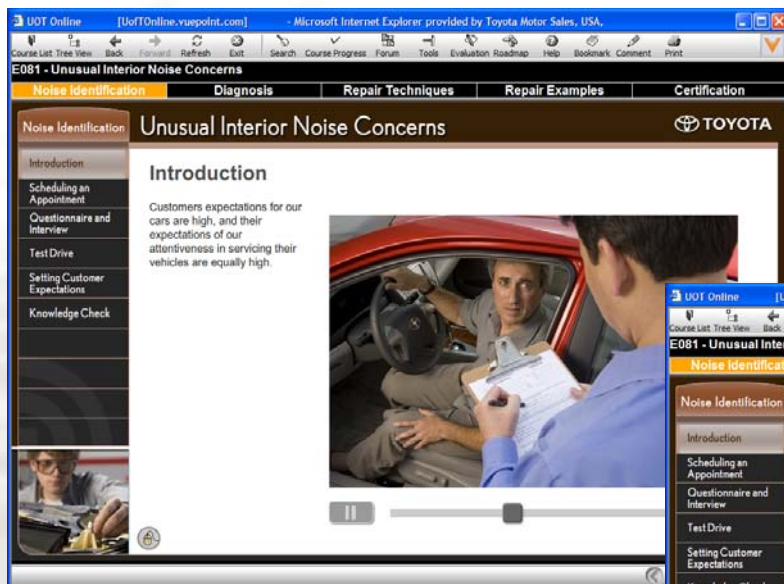 UOT Online [UofTOnline.vuepoint.com] - Microsoft Internet Explorer provided by Toyota Motor Sales, USA,
Course List Tree View Back Forward Refresh Exit Search Course Progress Forum Tools Evaluation Roadmap Help Bookmark Comment Print
E081 - Unusual Interior Noise Concerns
Noise Identification Diagnosis Repair Techniques Repair Examples Certification
Noise Identification
Unusual Interior Noise Concerns
TOYOTA
Introduction
Scheduling an
Appointment
Questionnaire and
Interview
Test Drive
Setting Customer
Expectations
Knowledge Check
Introduction
Customers expectations for our
cars are high, and their
expectations of our
attentiveness in servicing their
vehicles are equally high.
UOT Online
Course List Tree View Back
E081 - Unusual Inte
Noise Identificat
Noise Identification
Introduction
Scheduling an
Appointment
Questionnaire and
Interview
Test Drive
Setting Customer
Expectations